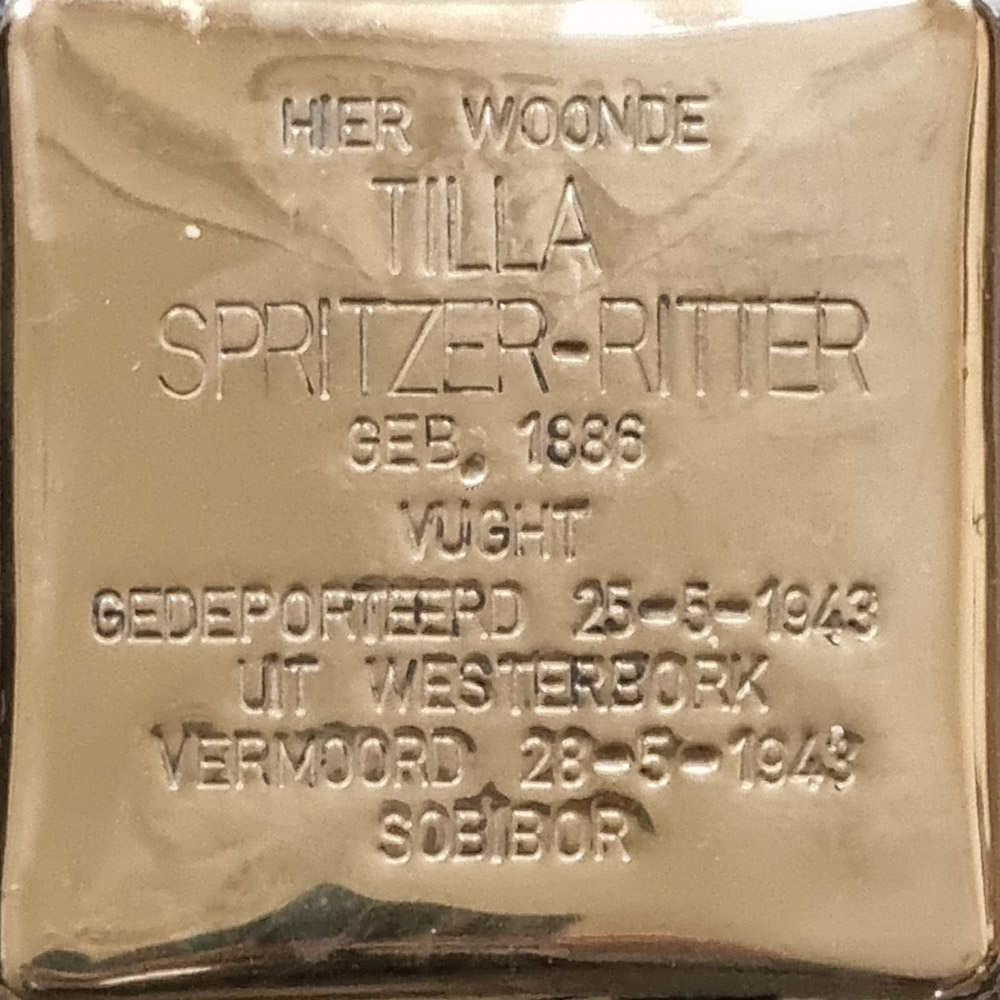 HIER WOONDE
TILLA
SPRITZER-RITTER
GEB. 1886
VUGHT
GEDEPORTEERD 25-5-1943
UIT WESTERBORK
VERMOORD 28-5-1943
SOBIBOR